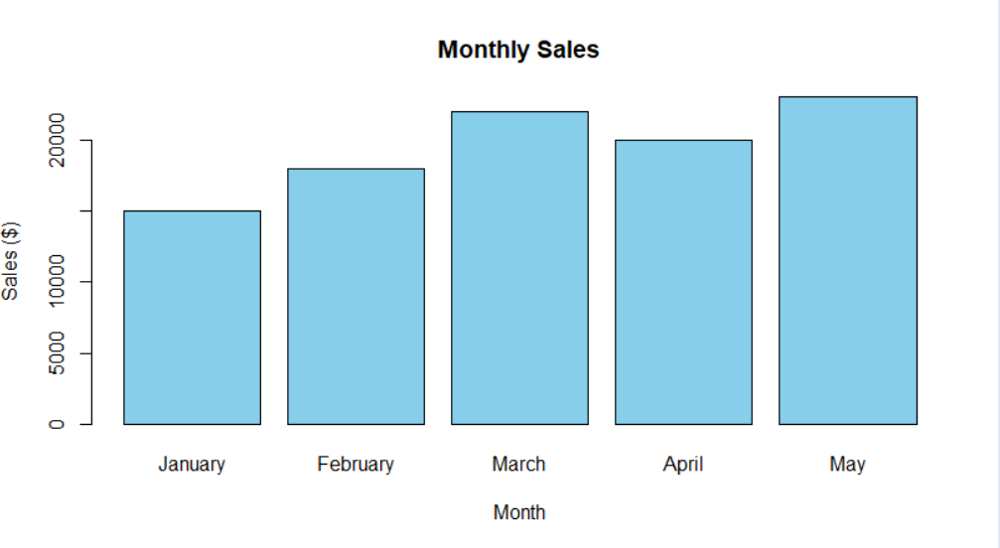 Monthly Sales
Sales ($)
20000
10000
5000
0
January February March April May
Month